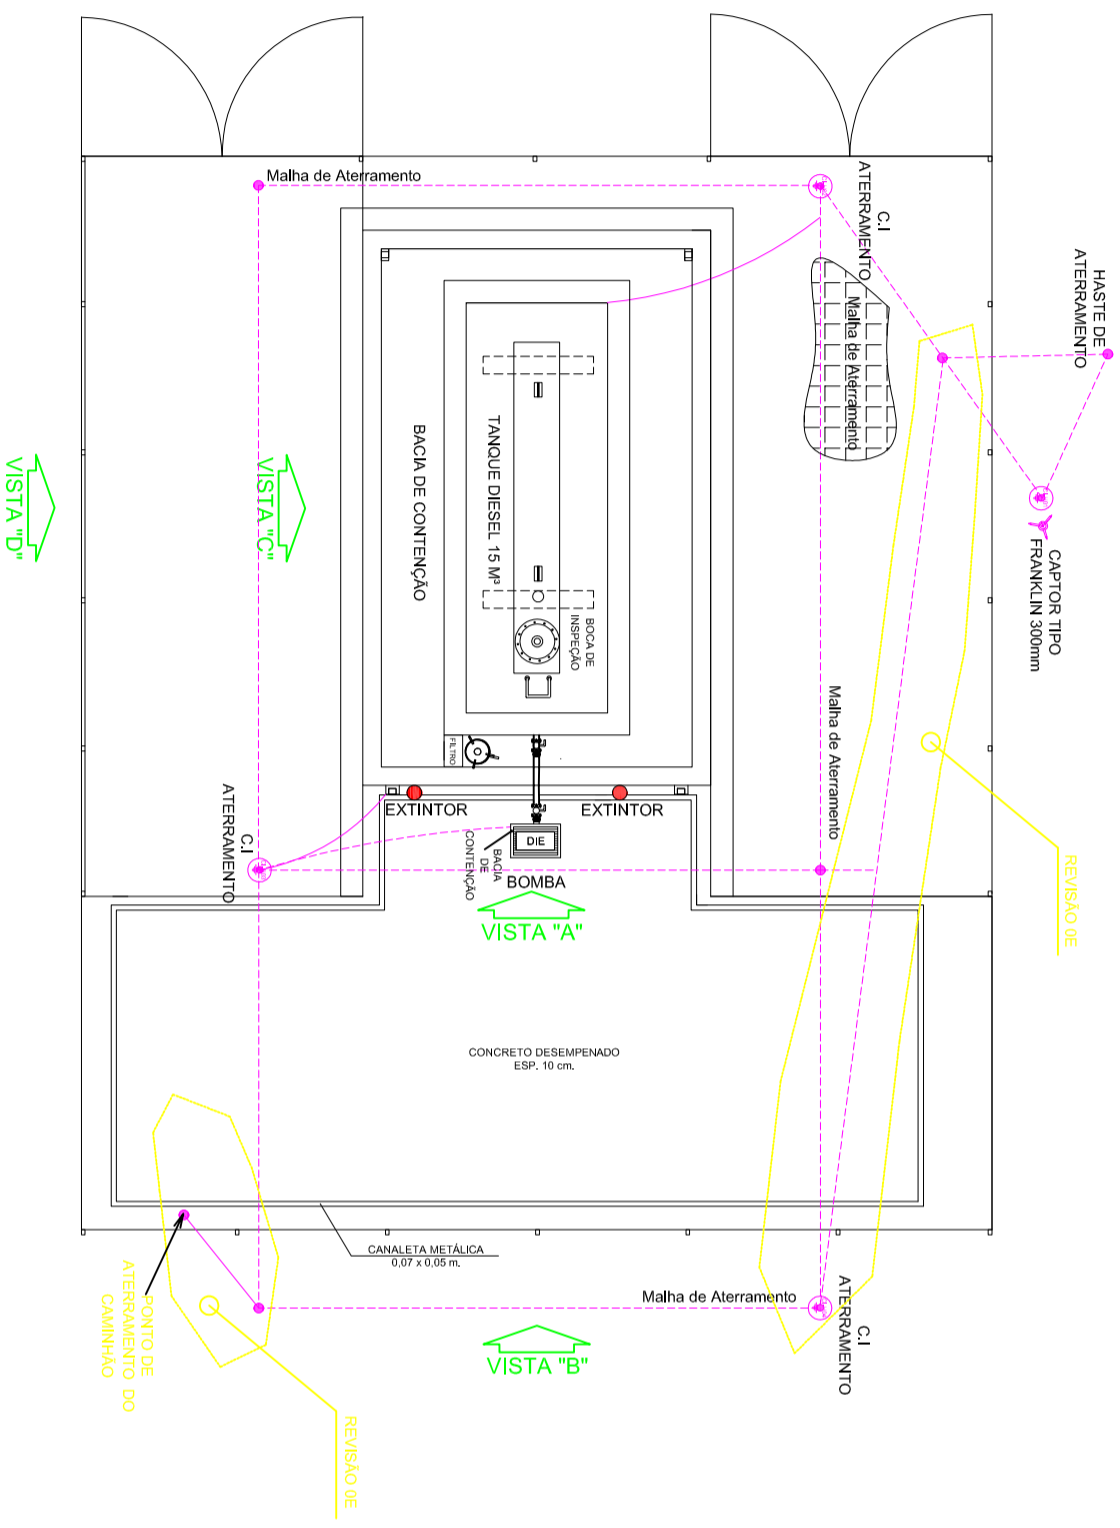 Malha de Aterramento
C.I
ATERRAMENTO
HASTE DE
ATERRAMENTO
Malha de Aterramento
CAPTOR TIPO
FRANKLIN 300mm
VISTA "D"
VISTA "C"
BACIA DE CONTENÇÃO
TANQUE DIESEL 15 M³
BOCA DE
INSPEÇÃO
Malha de Aterramento
FILTRO
EXTINTOR
EXTINTOR
C.I
ATERRAMENTO
BACIA
DE
CONTENÇÃO
DIE
BOMBA
VISTA "A"
REVISÃO 0E
CONCRETO DESEMPENADO
ESP. 10 cm.
CANALETA METÁLICA
0,07 x 0,05 m.
PONTO DE
ATERRAMENTO DO
CAMINHÃO
Malha de Aterramento
C.I
ATERRAMENTO
VISTA "B"
REVISÃO 0E